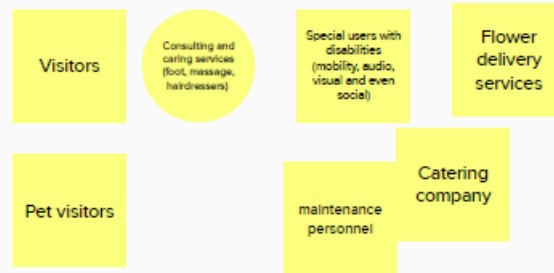 Visitors
Consulting and
caring services
(foot, massage,
hairdressers)
Special users with
disabilities
(mobility, audio,
visual and even
social)
Flower
delivery
services
Pet visitors
maintenance
personnel
Catering
company